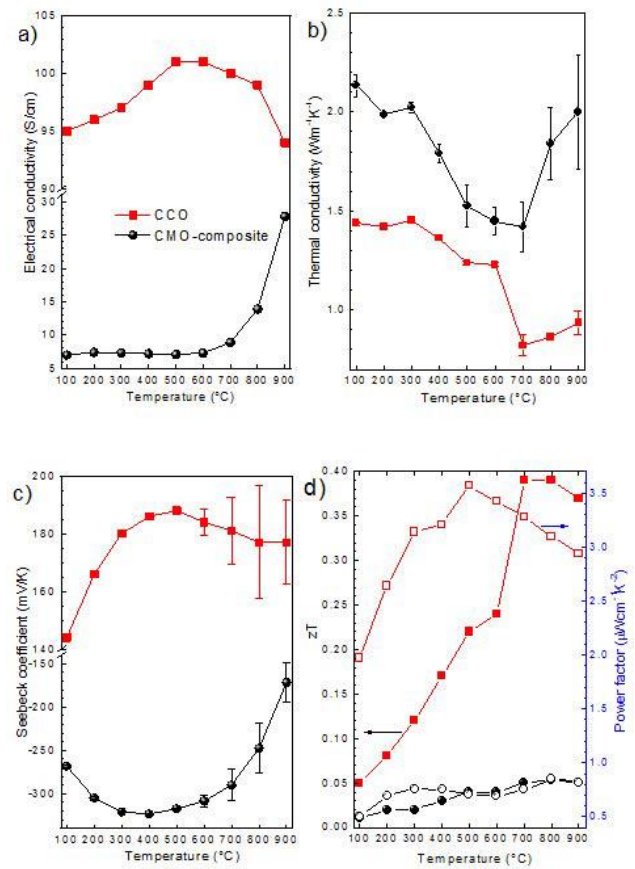 a)
105
100
95
90
30
25
20
15
10
5
Electrical conductivity (S/cm)
CCO
CMO-composite
100 200 300 400 500 600 700 800 900
Temperature (°C)
b)
2.5
2.0
1.5
1.0
Thermal conductivity (Wm⁻¹K⁻¹)
100 200 300 400 500 600 700 800 900
Temperature (°C)
c)
200
180
160
140
-150
-200
-250
-300
Seebeck coefficient (mV/K)
100 200 300 400 500 600 700 800 900
Temperature (°C)
d)
0.40
0.35
0.30
0.25
0.20
0.15
0.10
0.05
0.00
zT
3.5
3.0
2.5
2.0
1.5
1.0
0.5
Power factor (µWcm⁻¹K⁻²)
100 200 300 400 500 600 700 800 900
Temperature (°C)